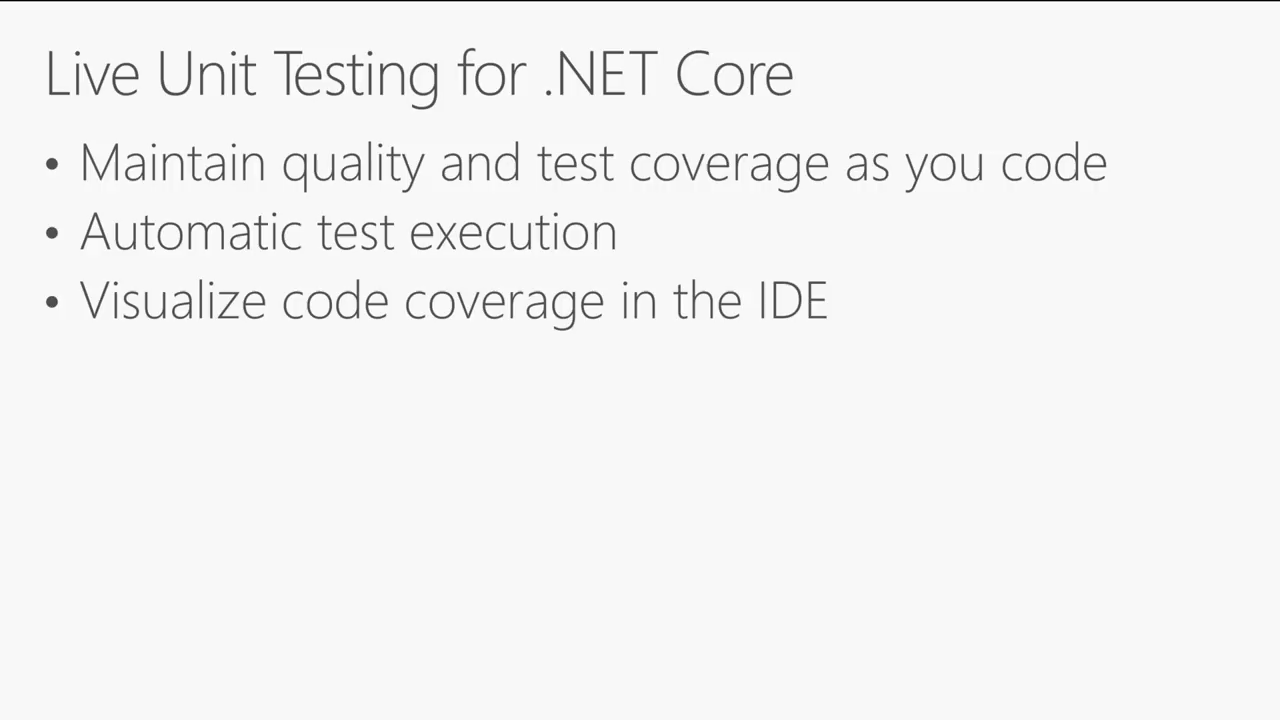 Live Unit Testing for .NET Core
• Maintain quality and test coverage as you code
• Automatic test execution
• Visualize code coverage in the IDE